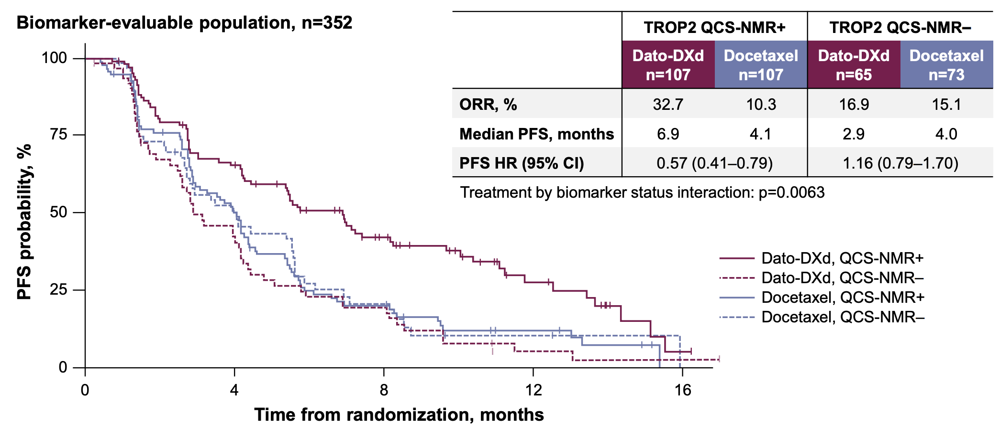 Biomarker-evaluable population, n=352
TROP2 QCS-NMR+ TROP2 QCS-NMR–
Dato-DXd Docetaxel Dato-DXd Docetaxel
n=107 n=107 n=65 n=73
ORR, % 32.7 10.3 16.9 15.1
Median PFS, months 6.9 4.1 2.9 4.0
PFS HR (95% CI) 0.57 (0.41–0.79) 1.16 (0.79–1.70)
Treatment by biomarker status interaction: p=0.0063
PFS probability, %
100
75
50
25
0
0 4 8 12 16
Time from randomization, months
Dato-DXd, QCS-NMR+
Dato-DXd, QCS-NMR–
Docetaxel, QCS-NMR+
Docetaxel, QCS-NMR–